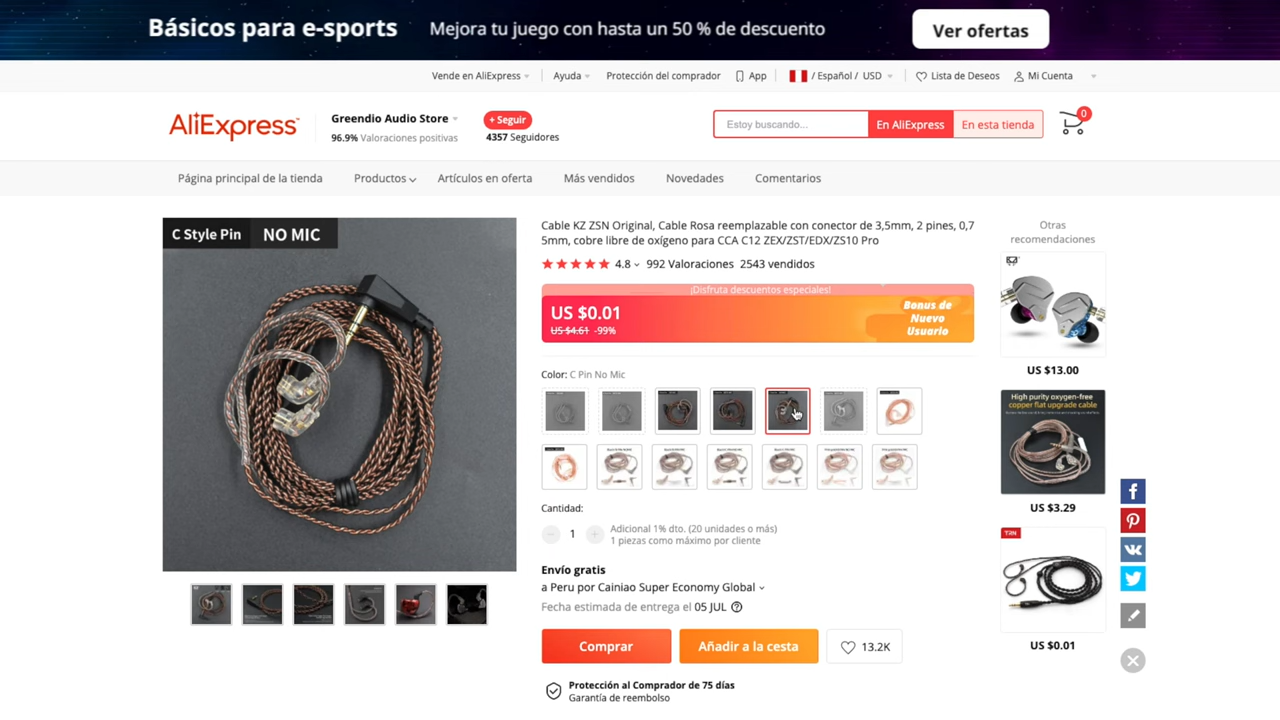 Básicos para e-sports
Mejora tu juego con hasta un 50 % de descuento
Ver ofertas
Vende en AliExpress
Ayuda
Protección del comprador
App
/ Español / USD
Lista de Deseos
Mi Cuenta
AliExpress
Greendio Audio Store
96.9% Valoraciones positivas
+ Seguir
4357 Seguidores
Estoy buscando...
En AliExpress
En esta tienda
0
Página principal de la tienda
Productos
Artículos en oferta
Más vendidos
Novedades
Comentarios
C Style Pin
NO MIC
Cable KZ ZSN Original, Cable Rosa reemplazable con conector de 3,5mm, 2 pines, 0,7
5mm, cobre libre de oxígeno para CCA C12 ZEX/ZST/EDX/ZS10 Pro
4.8
992 Valoraciones
2543 vendidos
¡Disfruta descuentos especiales!
US $0.01
US $4.61 -99%
Bonus de
Nuevo
Usuario
Color: C Pin No Mic
Cantidad:
1
Adicional 1% dto. (20 unidades o más)
1 piezas como máximo por cliente
Envío gratis
a Peru por Cainiao Super Economy Global
Fecha estimada de entrega el 05 JUL
Comprar
Añadir a la cesta
13.2K
Protección al Comprador de 75 días
Garantía de reembolso
Otras
recomendaciones
US $13.00
High purity oxygen-free
copper flat upgrade cable
US $3.29
TRN
US $0.01